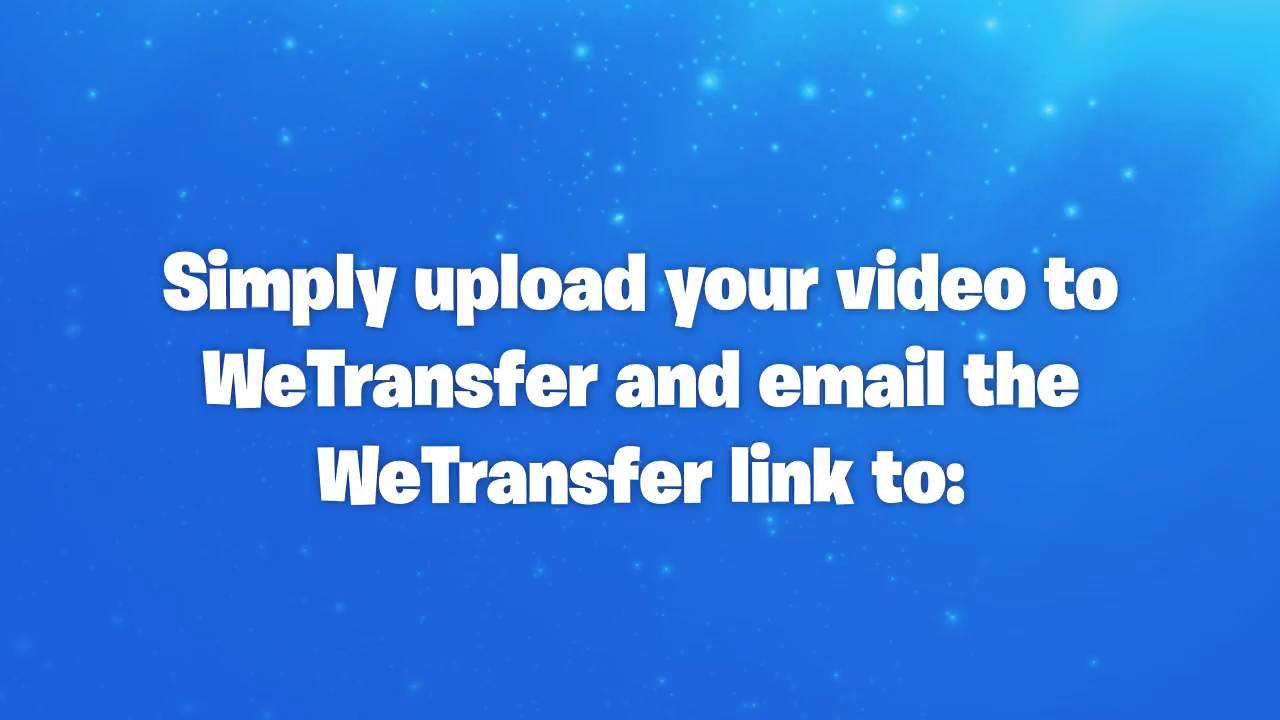 Simply upload your video to
WeTransfer and email the
WeTransfer link to: